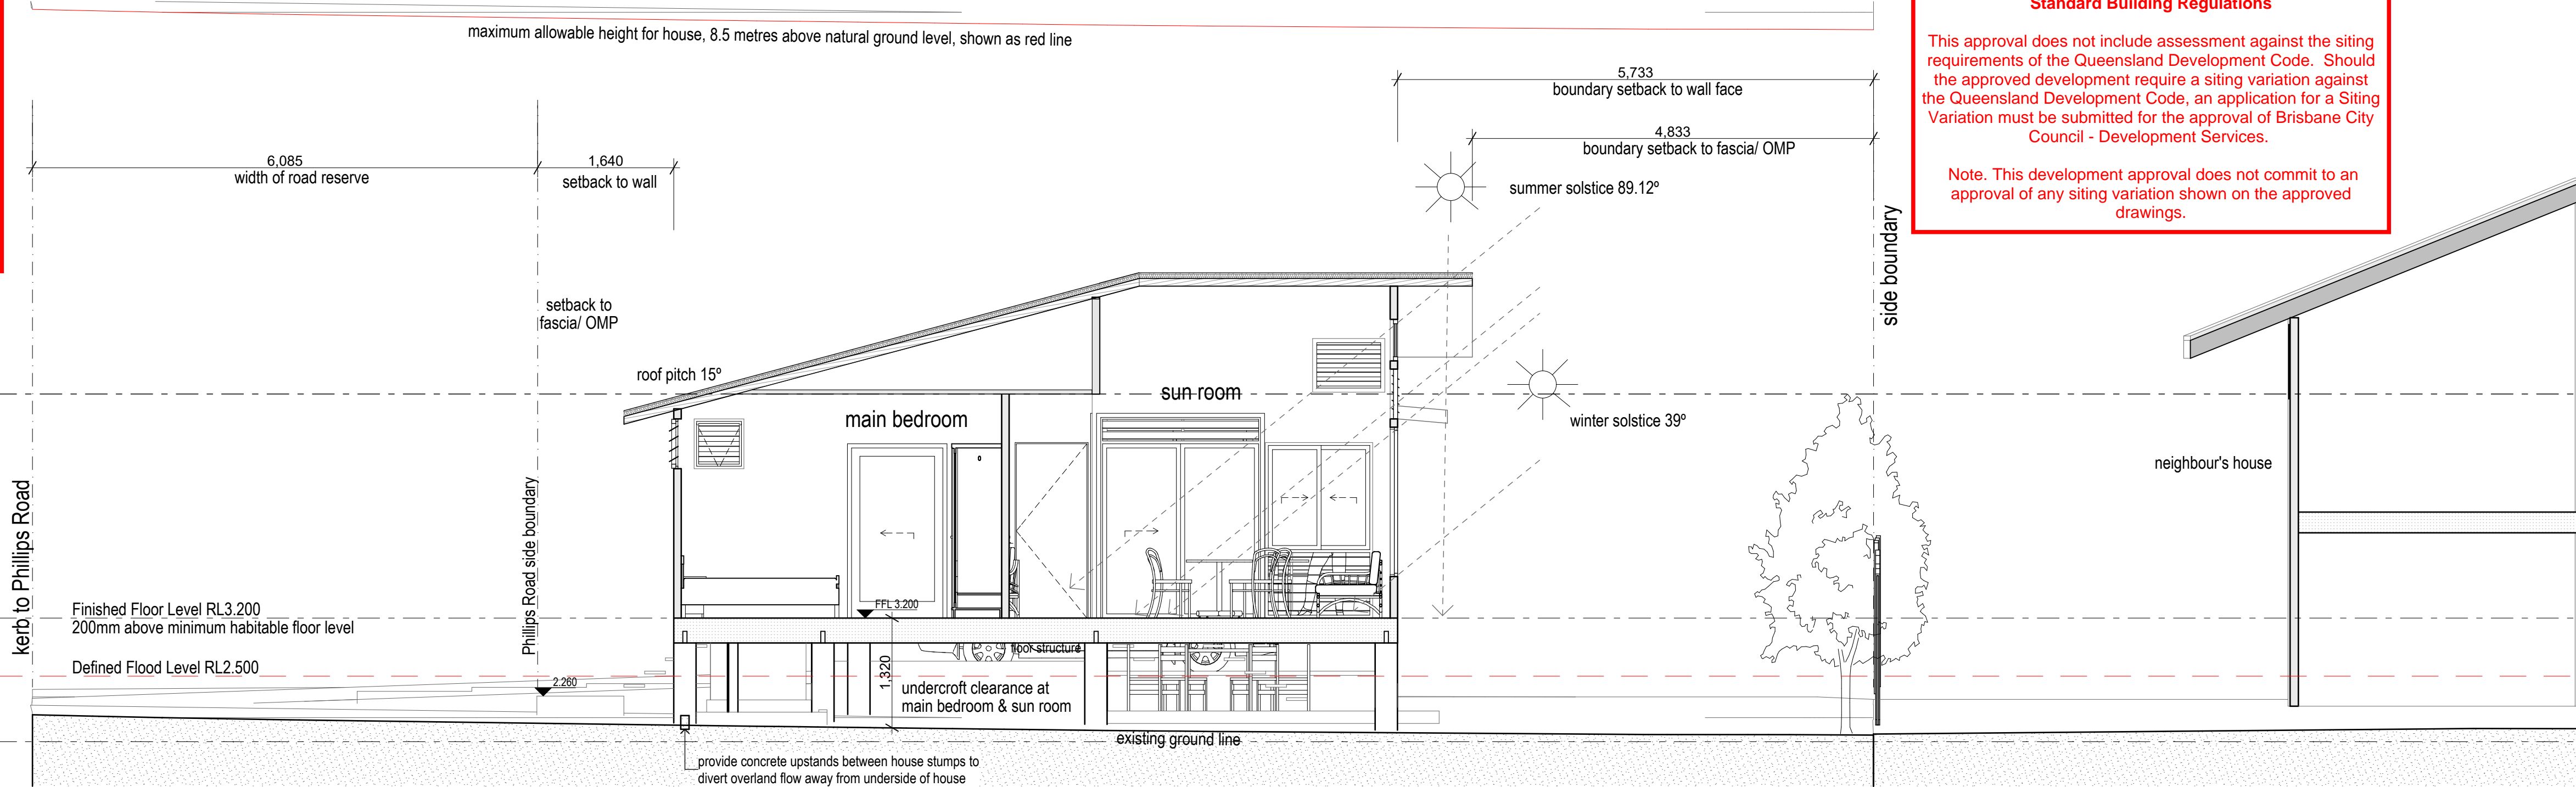 Standard Building Regulations
This approval does not include assessment against the siting
requirements of the Queensland Development Code. Should
the approved development require a siting variation against
the Queensland Development Code, an application for a Siting
Variation must be submitted for the approval of Brisbane City
Council - Development Services.
Note. This development approval does not commit to an
approval of any siting variation shown on the approved
drawings.
maximum allowable height for house, 8.5 metres above natural ground level, shown as red line
5,733
boundary setback to wall face
4,833
boundary setback to fascia/ OMP
6,085
width of road reserve
1,640
setback to wall
summer solstice 89.12º
side boundary
setback to
fascia/ OMP
roof pitch 15º
sun room
main bedroom
winter solstice 39º
neighbour's house
kerb to Phillips Road
Phillips Road side boundary
Finished Floor Level RL3.200
200mm above minimum habitable floor level
FFL 3.200
floor structure
Defined Flood Level RL2.500
2.260
1,320
undercroft clearance at
main bedroom & sun room
existing ground line
provide concrete upstands between house stumps to
divert overland flow away from underside of house